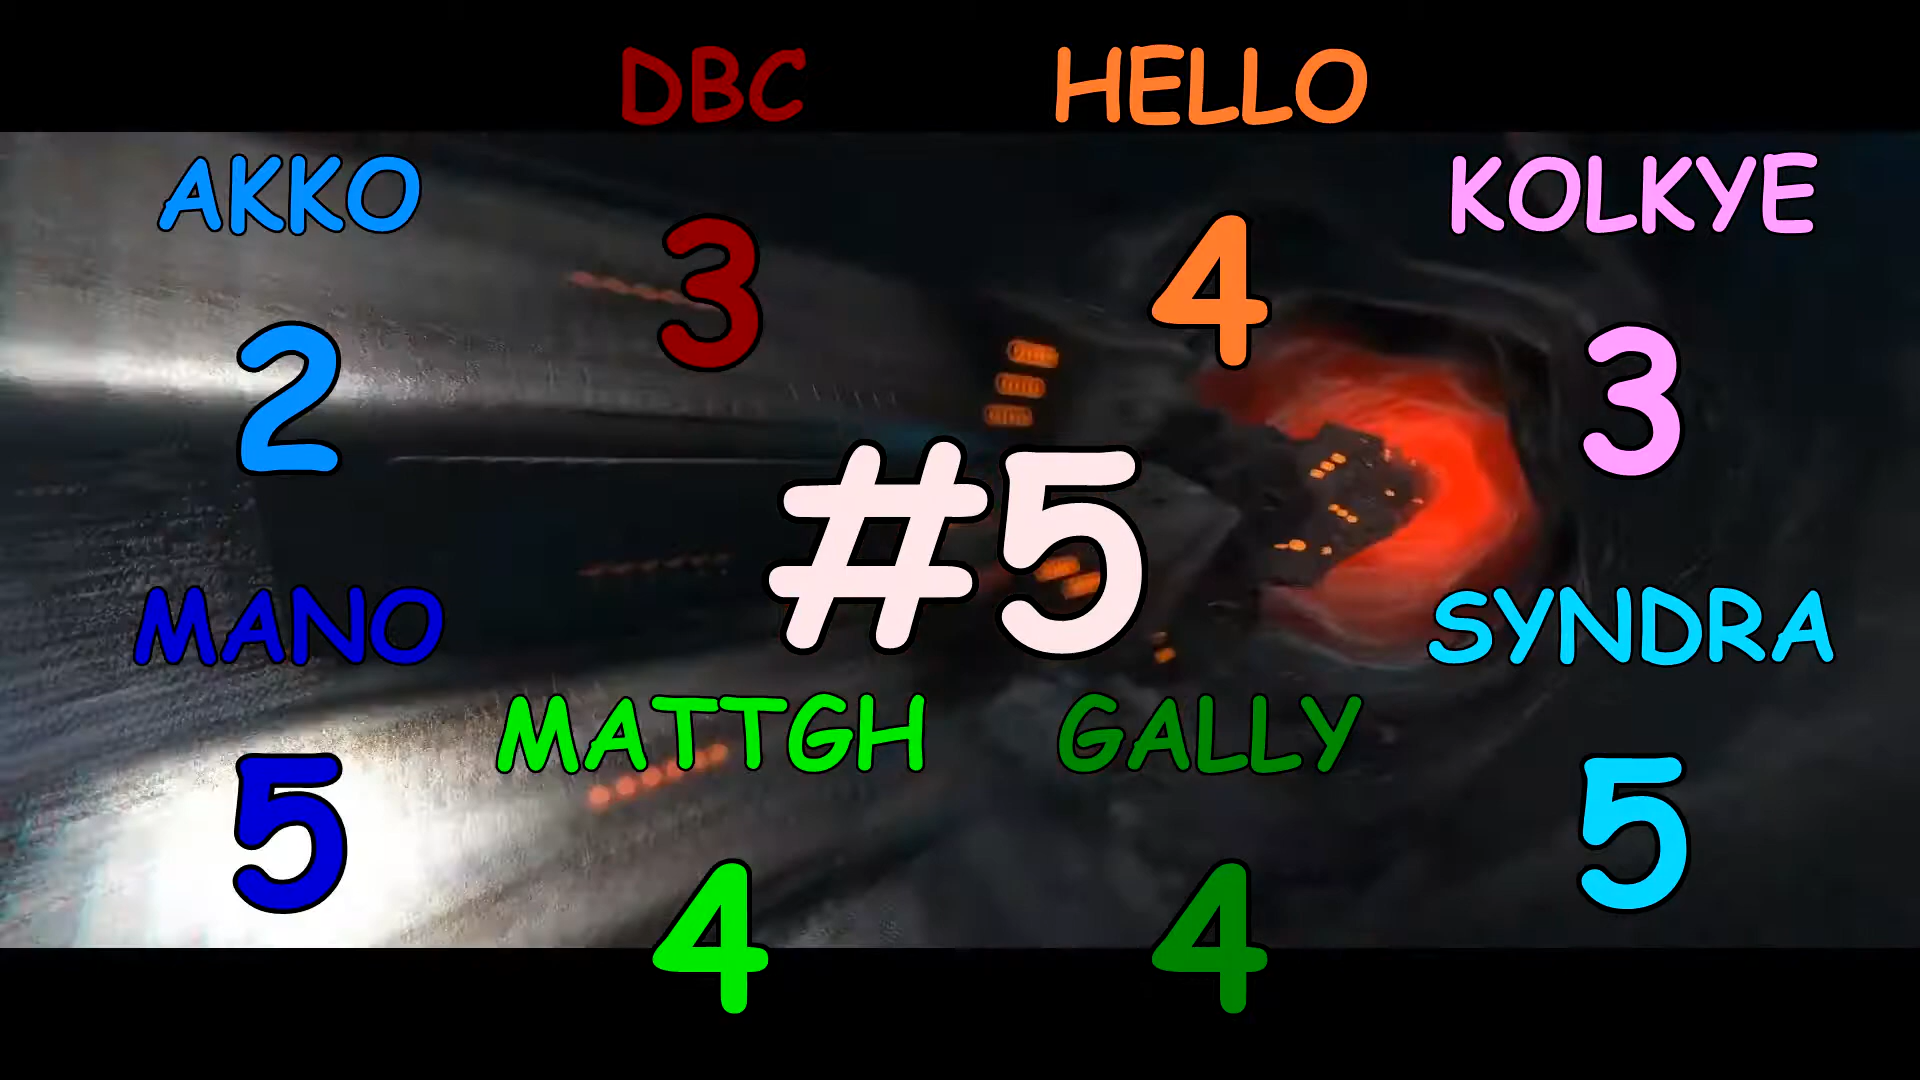 DBC
3
HELLO
4
AKKO
2
KOLKYE
3
#5
MANO
5
SYNDRA
5
MATTGH
4
GALLY
4